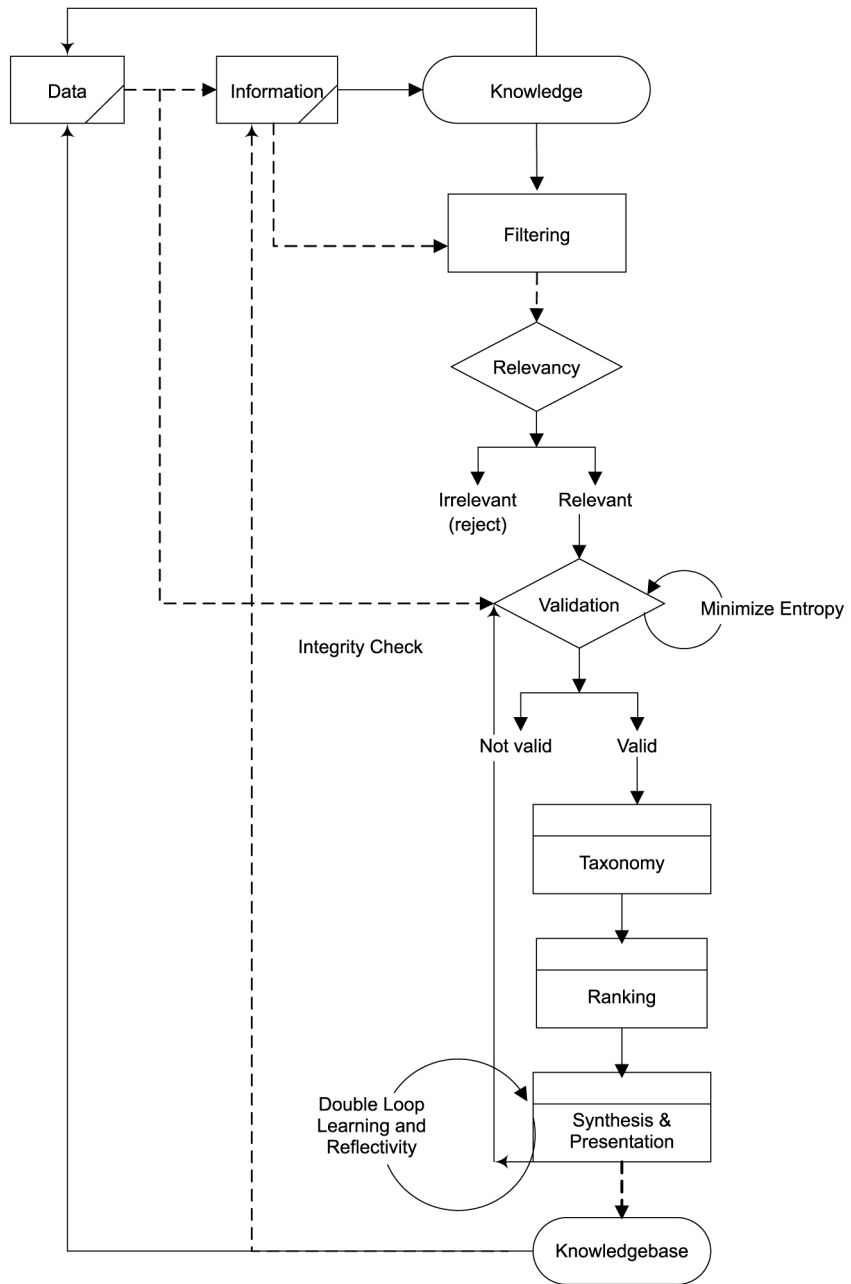 Data
Information
Knowledge
Filtering
Relevancy
Irrelevant
(reject)
Relevant
Validation
Minimize Entropy
Integrity Check
Not valid
Valid
Taxonomy
Ranking
Double Loop
Learning and
Reflectivity
Synthesis &
Presentation
Knowledgebase